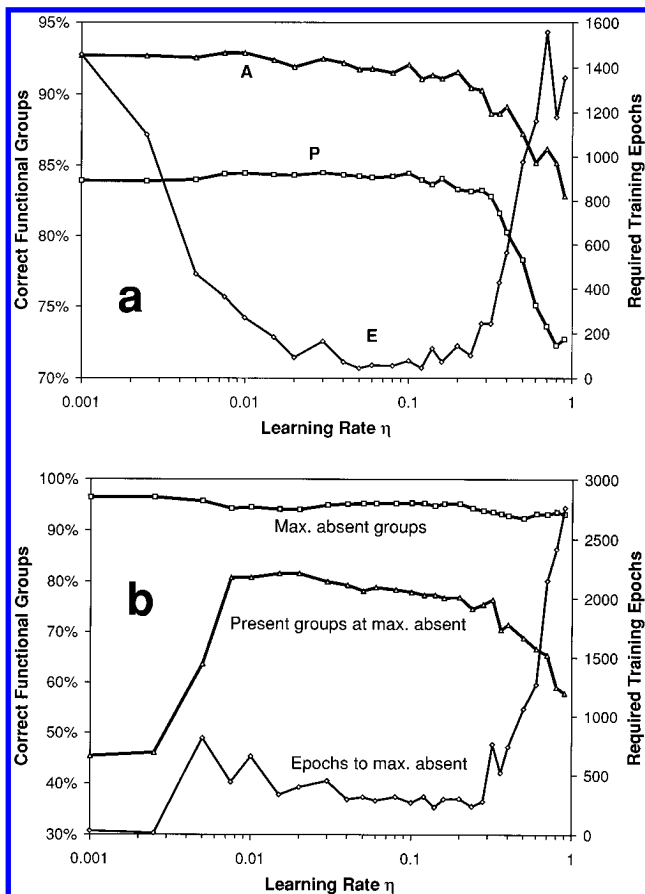 95%
90%
85%
80%
75%
70%
Correct Functional Groups
1600
1400
1200
1000
800
600
400
200
0
Required Training Epochs
A
P
E
a
0.001
0.01
0.1
1
Learning Rate η
100%
90%
80%
70%
60%
50%
40%
30%
Correct Functional Groups
3000
2500
2000
1500
1000
500
0
Required Training Epochs
Max. absent groups
b
Present groups at max. absent
Epochs to max. absent
0.001
0.01
0.1
1
Learning Rate η